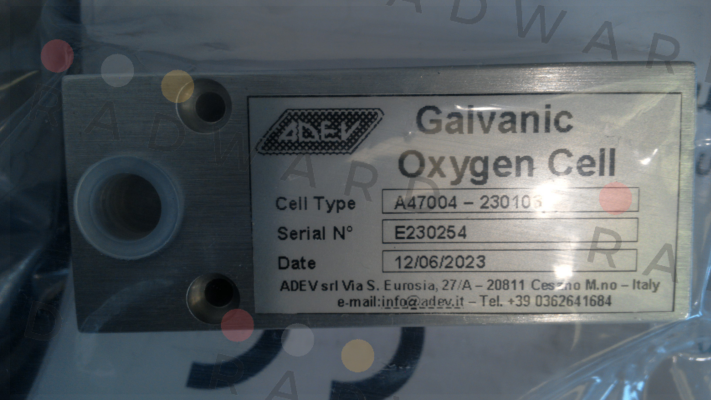 ADEV
Galvanic
Oxygen Cell
Cell Type A47004 – 230105
Serial N° E230254
Date 12/06/2023
ADEV srl Via S. Eurosia, 27/A – 20811 Cesano M.no – Italy
e-mail:info@adev.it – Tel. +39 0362641684